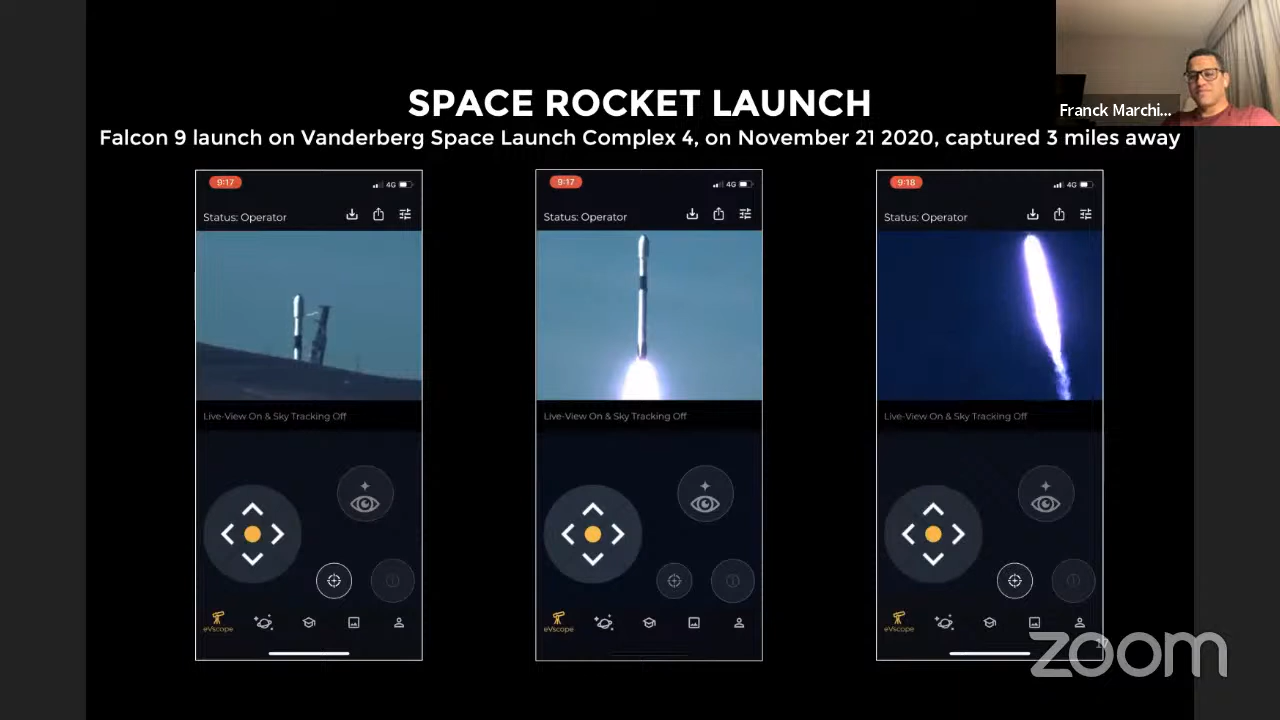 SPACE ROCKET LAUNCH
Franck Marchi...
Falcon 9 launch on Vanderberg Space Launch Complex 4, on November 21 2020, captured 3 miles away
9:17
4G
Status: Operator
Live-View On & Sky Tracking Off
eVscope
9:17
4G
Status: Operator
Live-View On & Sky Tracking Off
eVscope
9:18
4G
Status: Operator
Live-View On & Sky Tracking Off
eVscope
zoom